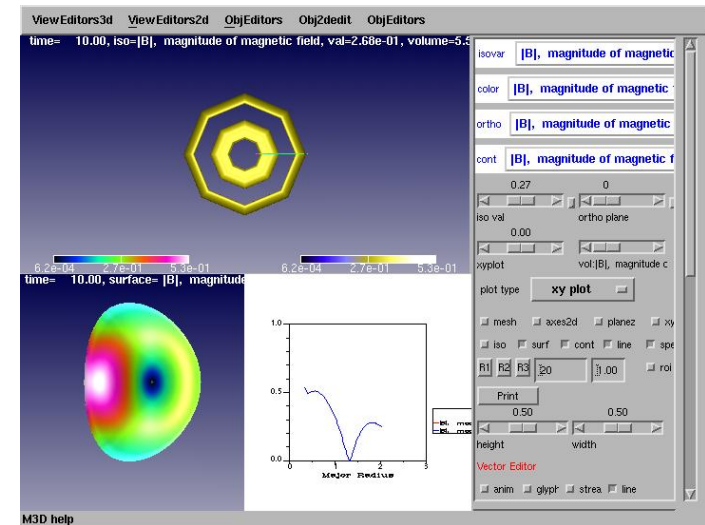 ViewEditors3d ViewEditors2d ObjEditors Obj2dedit ObjEditors
time= 10.00, iso=|B|, magnitude of magnetic field, val=2.68e-01, volume=5.5
isovar |B|, magnitude of magnetic
color |B|, magnitude of magnetic
ortho |B|, magnitude of magnetic
cont |B|, magnitude of magnetic f
0.27 0
iso val ortho plane
0.00
xyplot vol:|B|, magnitude c
6.2e-04 2.7e-01 5.3e-01 6.2e-04 2.7e-01 5.3e-01
time= 10.00, surface= |B|, magnitude
plot type xy plot
mesh axes2d planez xy
iso surf cont line spe
R1 R2 R3 20 1.00 roi
Print
0.50 0.50
height width
Vector Editor
anim glyph strea line
1.0
0.5
0.0
0 1 2 3
Major Radius
|B|, mag
|B|, mag
M3D help